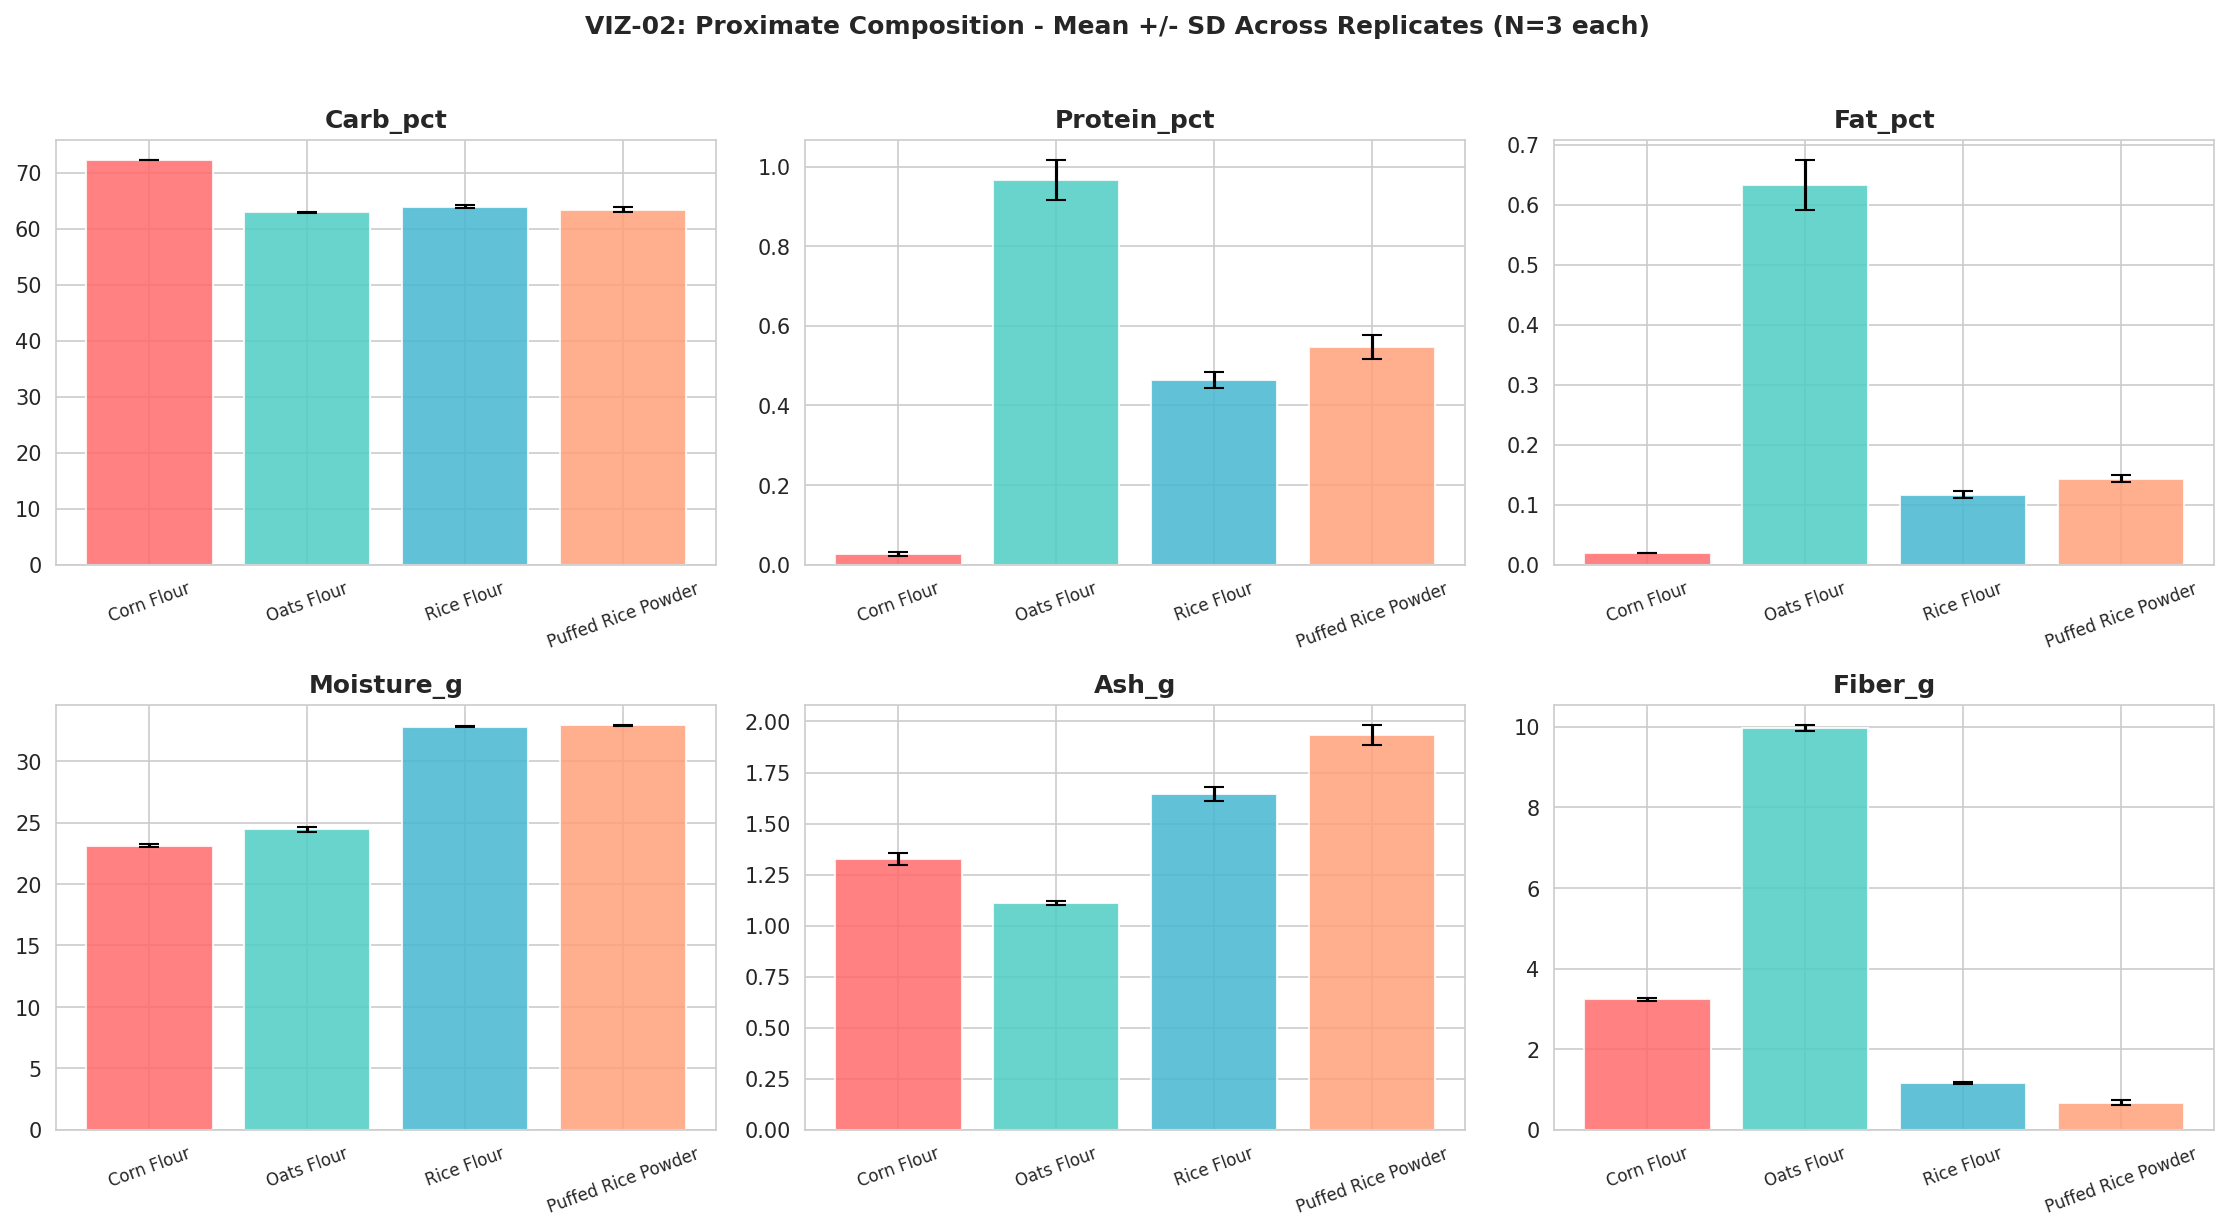 VIZ-02: Proximate Composition - Mean +/- SD Across Replicates (N=3 each)
Carb_pct
70
60
50
40
30
20
10
0
Corn Flour
Oats Flour
Rice Flour
Puffed Rice Powder
Protein_pct
1.0
0.8
0.6
0.4
0.2
0.0
Corn Flour
Oats Flour
Rice Flour
Puffed Rice Powder
Fat_pct
0.7
0.6
0.5
0.4
0.3
0.2
0.1
0.0
Corn Flour
Oats Flour
Rice Flour
Puffed Rice Powder
Moisture_g
30
25
20
15
10
5
0
Corn Flour
Oats Flour
Rice Flour
Puffed Rice Powder
Ash_g
2.00
1.75
1.50
1.25
1.00
0.75
0.50
0.25
0.00
Corn Flour
Oats Flour
Rice Flour
Puffed Rice Powder
Fiber_g
10
8
6
4
2
0
Corn Flour
Oats Flour
Rice Flour
Puffed Rice Powder